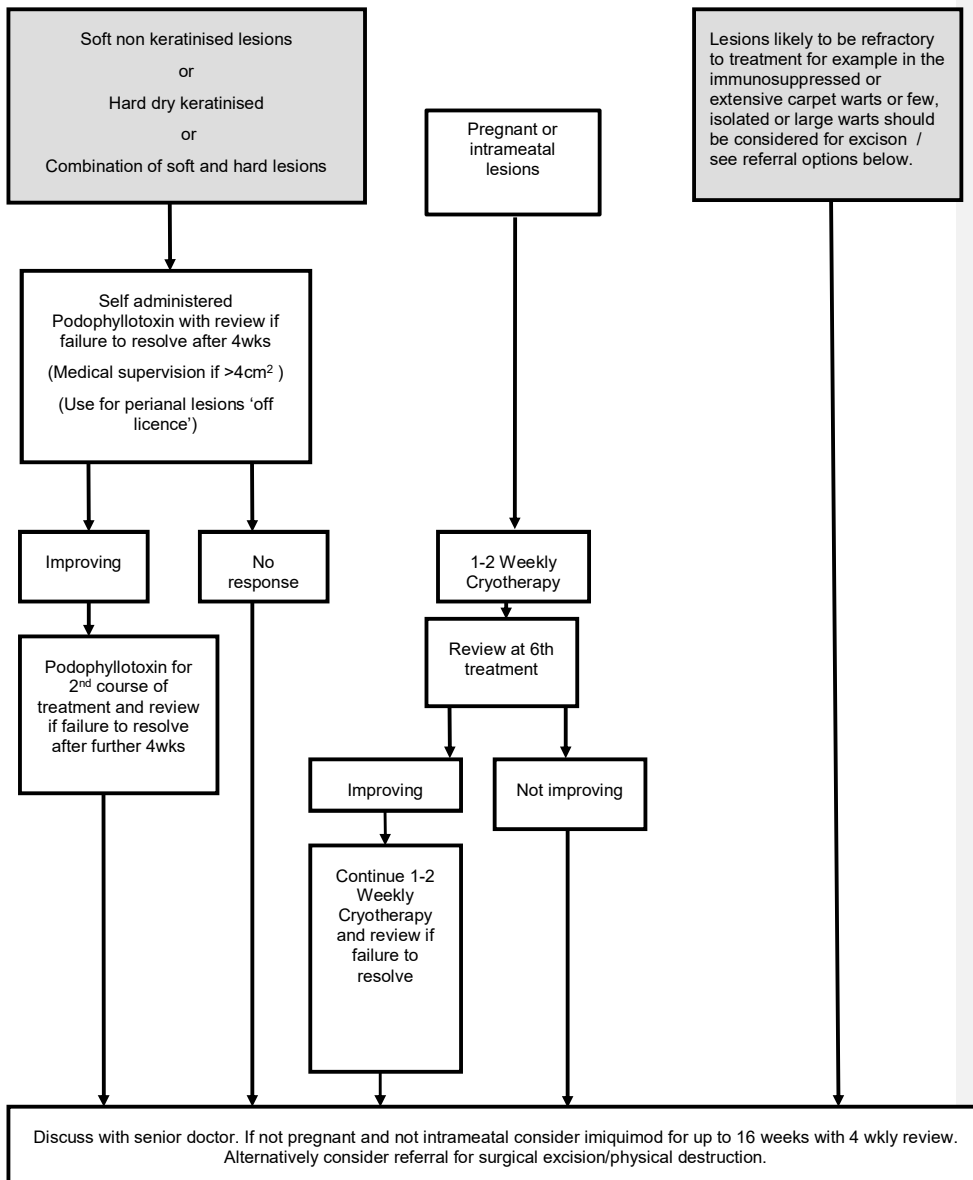 Soft non keratinised lesions
or
Hard dry keratinised
or
Combination of soft and hard lesions
Pregnant or
intrameatal
lesions
Lesions likely to be refractory
to treatment for example in the
immunosuppressed or
extensive carpet warts or few,
isolated or large warts should
be considered for excison /
see referral options below.
Self administered
Podophyllotoxin with review if
failure to resolve after 4wks
(Medical supervision if >4cm² )
(Use for perianal lesions ‘off
licence’)
Improving
No
response
1-2 Weekly
Cryotherapy
Podophyllotoxin for
2nd course of
treatment and review
if failure to resolve
after further 4wks
Review at 6th
treatment
Improving
Not improving
Continue 1-2
Weekly
Cryotherapy
and review if
failure to
resolve
Discuss with senior doctor. If not pregnant and not intrameatal consider imiquimod for up to 16 weeks with 4 wkly review.
Alternatively consider referral for surgical excision/physical destruction.